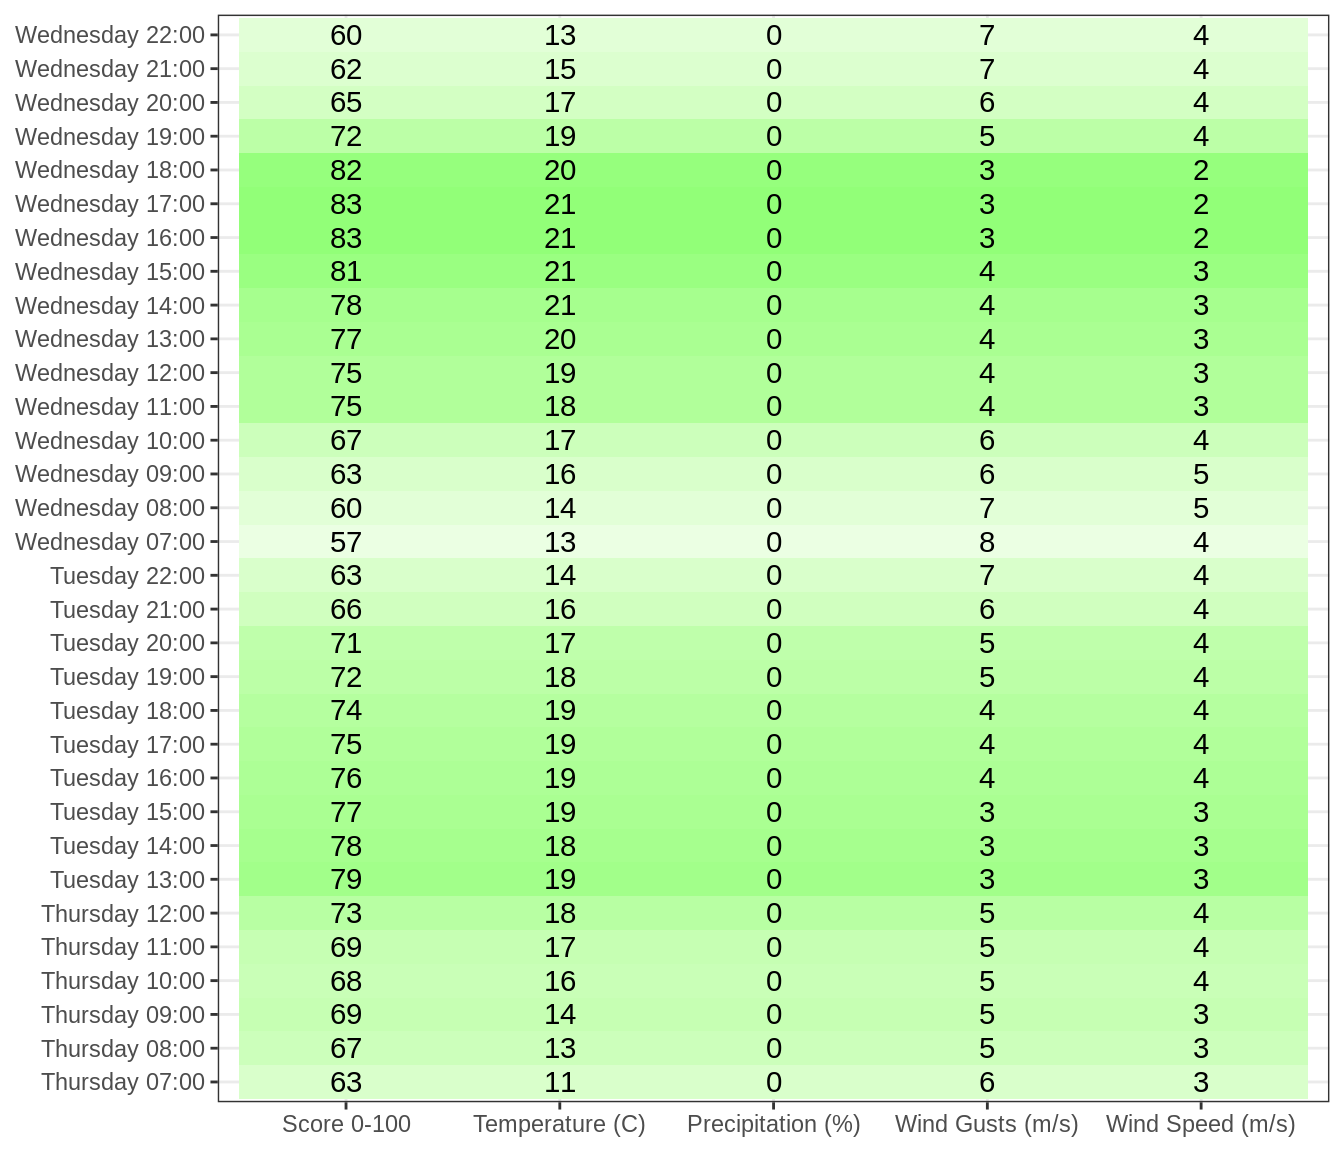 Wednesday 22:00 60 13 0 7 4
Wednesday 21:00 62 15 0 7 4
Wednesday 20:00 65 17 0 6 4
Wednesday 19:00 72 19 0 5 4
Wednesday 18:00 82 20 0 3 2
Wednesday 17:00 83 21 0 3 2
Wednesday 16:00 83 21 0 3 2
Wednesday 15:00 81 21 0 4 3
Wednesday 14:00 78 21 0 4 3
Wednesday 13:00 77 20 0 4 3
Wednesday 12:00 75 19 0 4 3
Wednesday 11:00 75 18 0 4 3
Wednesday 10:00 67 17 0 6 4
Wednesday 09:00 63 16 0 6 5
Wednesday 08:00 60 14 0 7 5
Wednesday 07:00 57 13 0 8 4
Tuesday 22:00 63 14 0 7 4
Tuesday 21:00 66 16 0 6 4
Tuesday 20:00 71 17 0 5 4
Tuesday 19:00 72 18 0 5 4
Tuesday 18:00 74 19 0 4 4
Tuesday 17:00 75 19 0 4 4
Tuesday 16:00 76 19 0 4 4
Tuesday 15:00 77 19 0 3 3
Tuesday 14:00 78 18 0 3 3
Tuesday 13:00 79 19 0 3 3
Thursday 12:00 73 18 0 5 4
Thursday 11:00 69 17 0 5 4
Thursday 10:00 68 16 0 5 4
Thursday 09:00 69 14 0 5 3
Thursday 08:00 67 13 0 5 3
Thursday 07:00 63 11 0 6 3
Score 0-100 Temperature (C) Precipitation (%) Wind Gusts (m/s) Wind Speed (m/s)